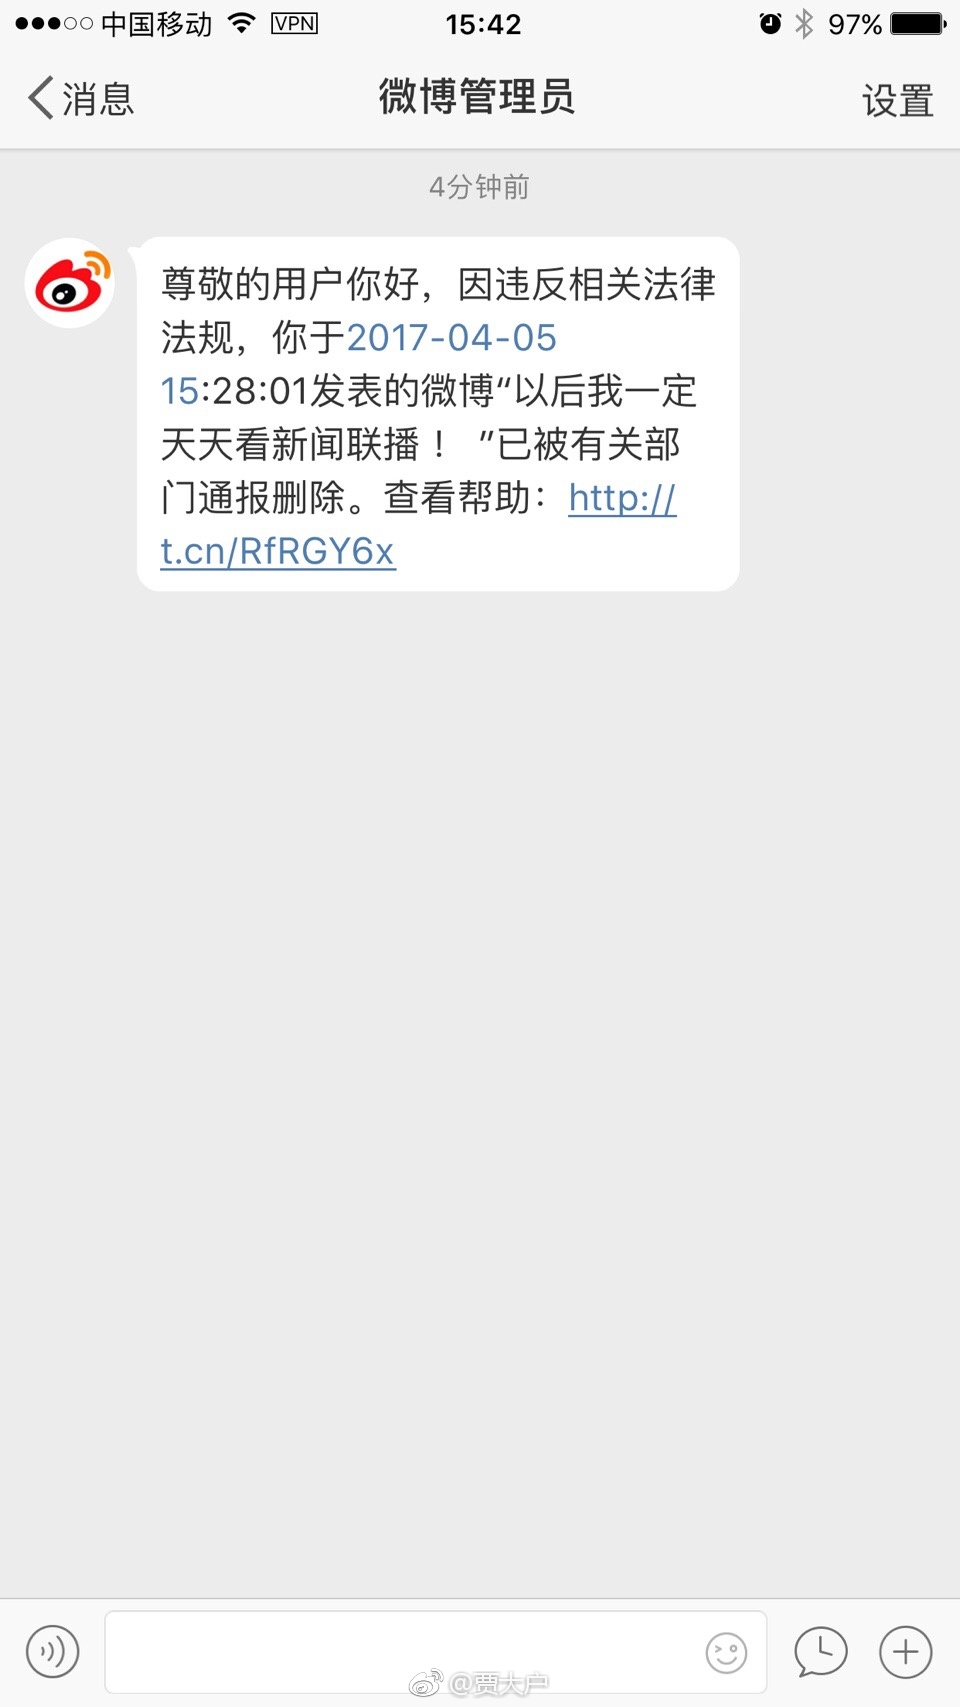 中国移动 VPN 15:42 97%
消息 微博管理员 设置
4分钟前
尊敬的用户你好，因违反相关法律
法规，你于2017-04-05
15:28:01发表的微博“以后我一定
天天看新闻联播！ ”已被有关部
门通报删除。查看帮助：http://
t.cn/RfRGY6x
@贾大户